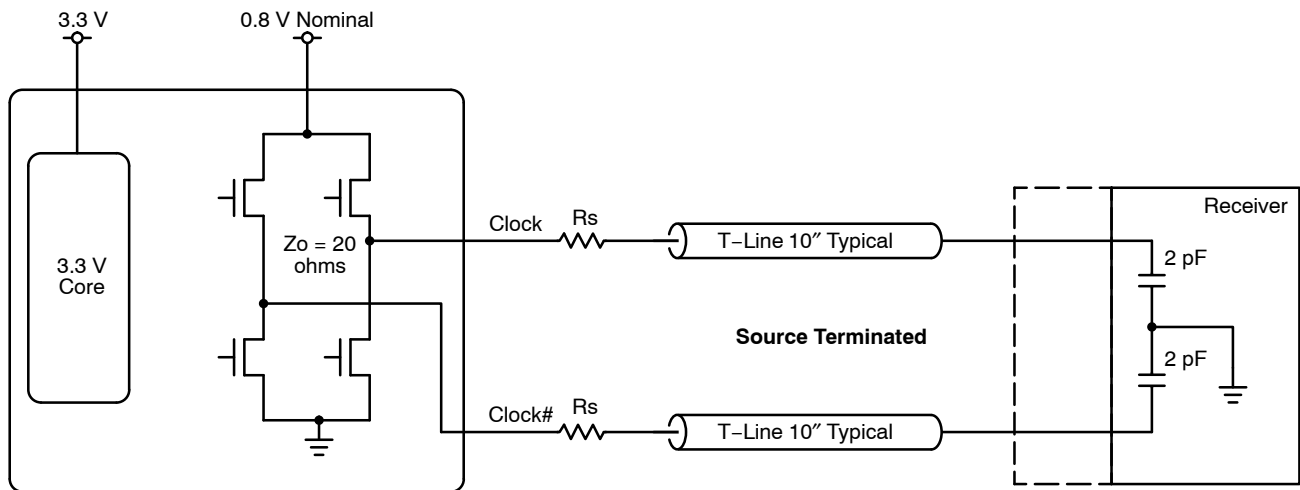 3.3 V
0.8 V Nominal
3.3 V
Core
Zo = 20
ohms
Clock
Rs
T–Line 10″ Typical
Receiver
2 pF
Source Terminated
2 pF
Clock#
Rs
T–Line 10″ Typical